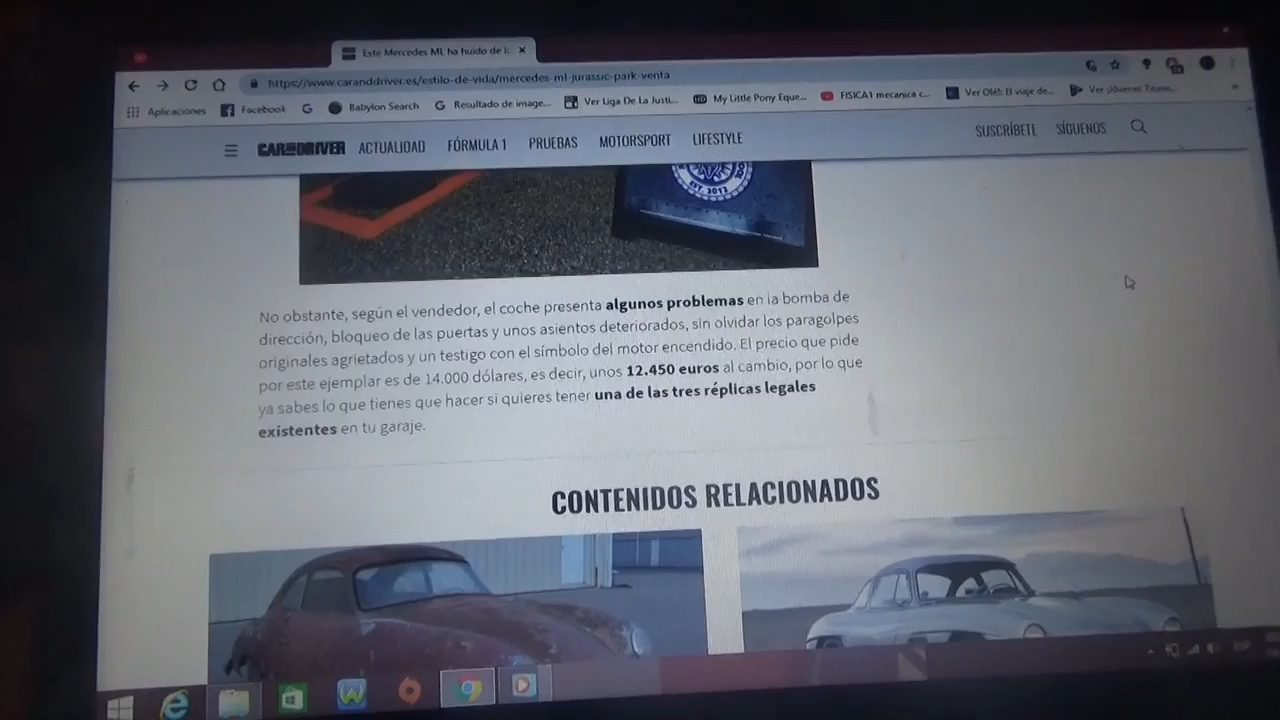 Este Mercedes ML ha huido de lo
https://www.caranddriver.es/estilo-de-vida/mercedes-ml-jurassic-park-venta
Aplicaciones Facebook Babylon Search Resultado de image... Ver Liga De La Justi... My Little Pony Eque... FISICA1 mecanica c... Ver Olé!: El viaje de... Ver ¡Jóvenes
CAR AND DRIVER ACTUALIDAD FÓRMULA 1 PRUEBAS MOTORSPORT LIFESTYLE SUSCRÍBETE SÍGUENOS
EST. 2012
No obstante, según el vendedor, el coche presenta algunos problemas en la bomba de
dirección, bloqueo de las puertas y unos asientos deteriorados, sin olvidar los paragolpes
originales agrietados y un testigo con el símbolo del motor encendido. El precio que pide
por este ejemplar es de 14.000 dólares, es decir, unos 12.450 euros al cambio, por lo que
ya sabes lo que tienes que hacer si quieres tener una de las tres réplicas legales
existentes en tu garaje.
CONTENIDOS RELACIONADOS
ESP